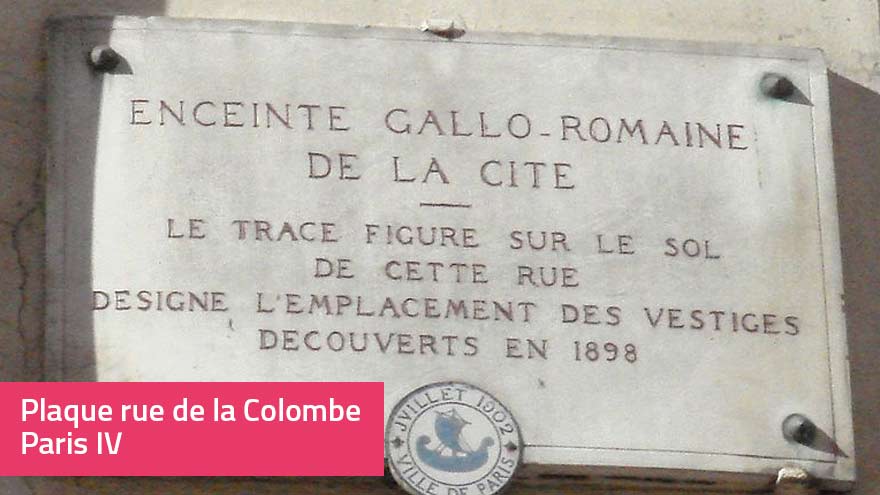 ENCEINTE GALLO-ROMAINE
DE LA CITE
LE TRACE FIGURE SUR LE SOL
DE CETTE RUE
DESIGNE L'EMPLACEMENT DES VESTIGES
DECOUVERTS EN 1898
JVILLET 1902
VILLE DE PARIS
Plaque rue de la Colombe
Paris IV